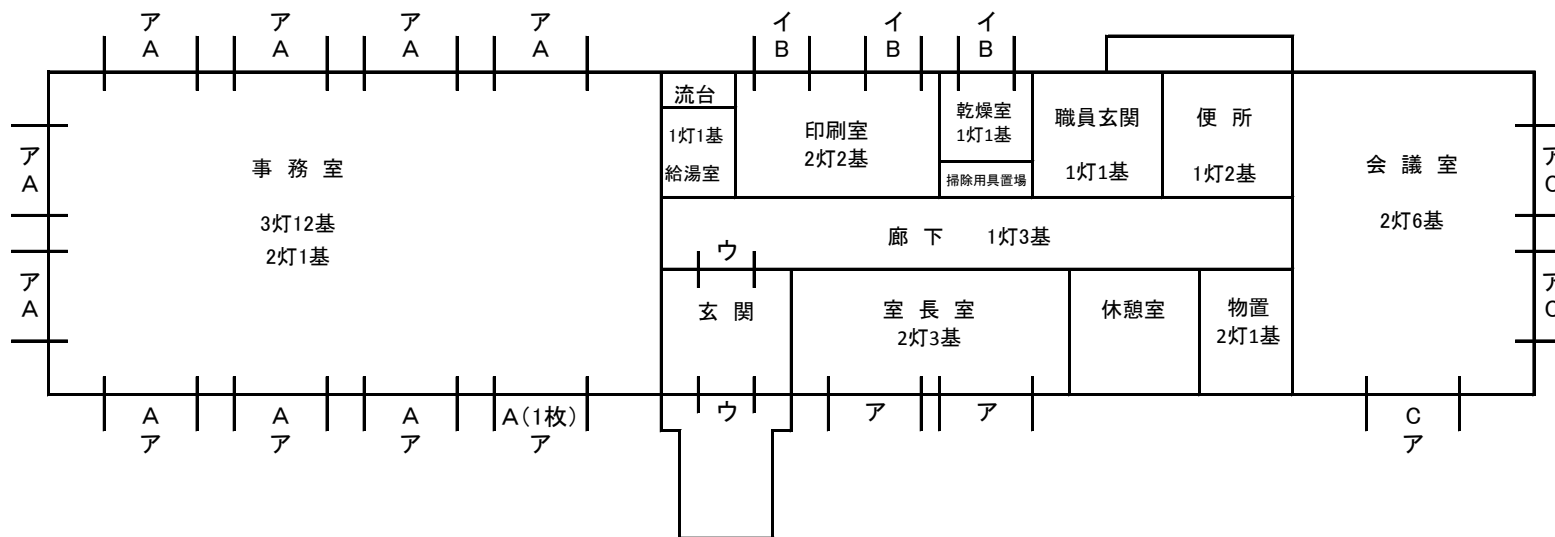 ア ア ア ア イ イ イ
A A A A B B B
流台
乾燥室
1灯1基
1灯1基
給湯室
印刷室
2灯2基
掃除用具置場
職員玄関
1灯1基
便 所
1灯2基
ア
A
事 務 室
3灯12基
2灯1基
会 議 室
2灯6基
ア
C
廊 下 1灯3基
ウ
ア
A
玄 関
室 長 室
2灯3基
休憩室
物置
2灯1基
ア
C
A A A A(1枚) ウ ア ア C
ア ア ア ア ア